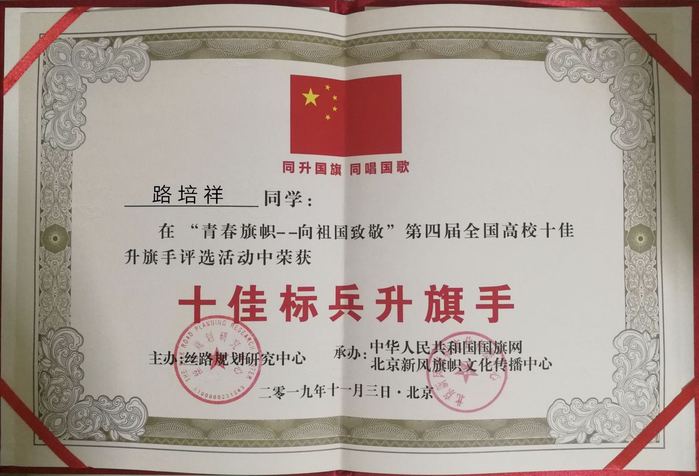 同升国旗 同唱国歌
路培祥 同学：
在“青春旗帜--向祖国致敬”第四届全国高校十佳
升旗手评选活动中荣获
十佳标兵升旗手
主办:丝路规划研究中心 承办: 中华人民共和国国旗网
北京新风旗帜文化传播中心
二零一九年十一月三日·北京